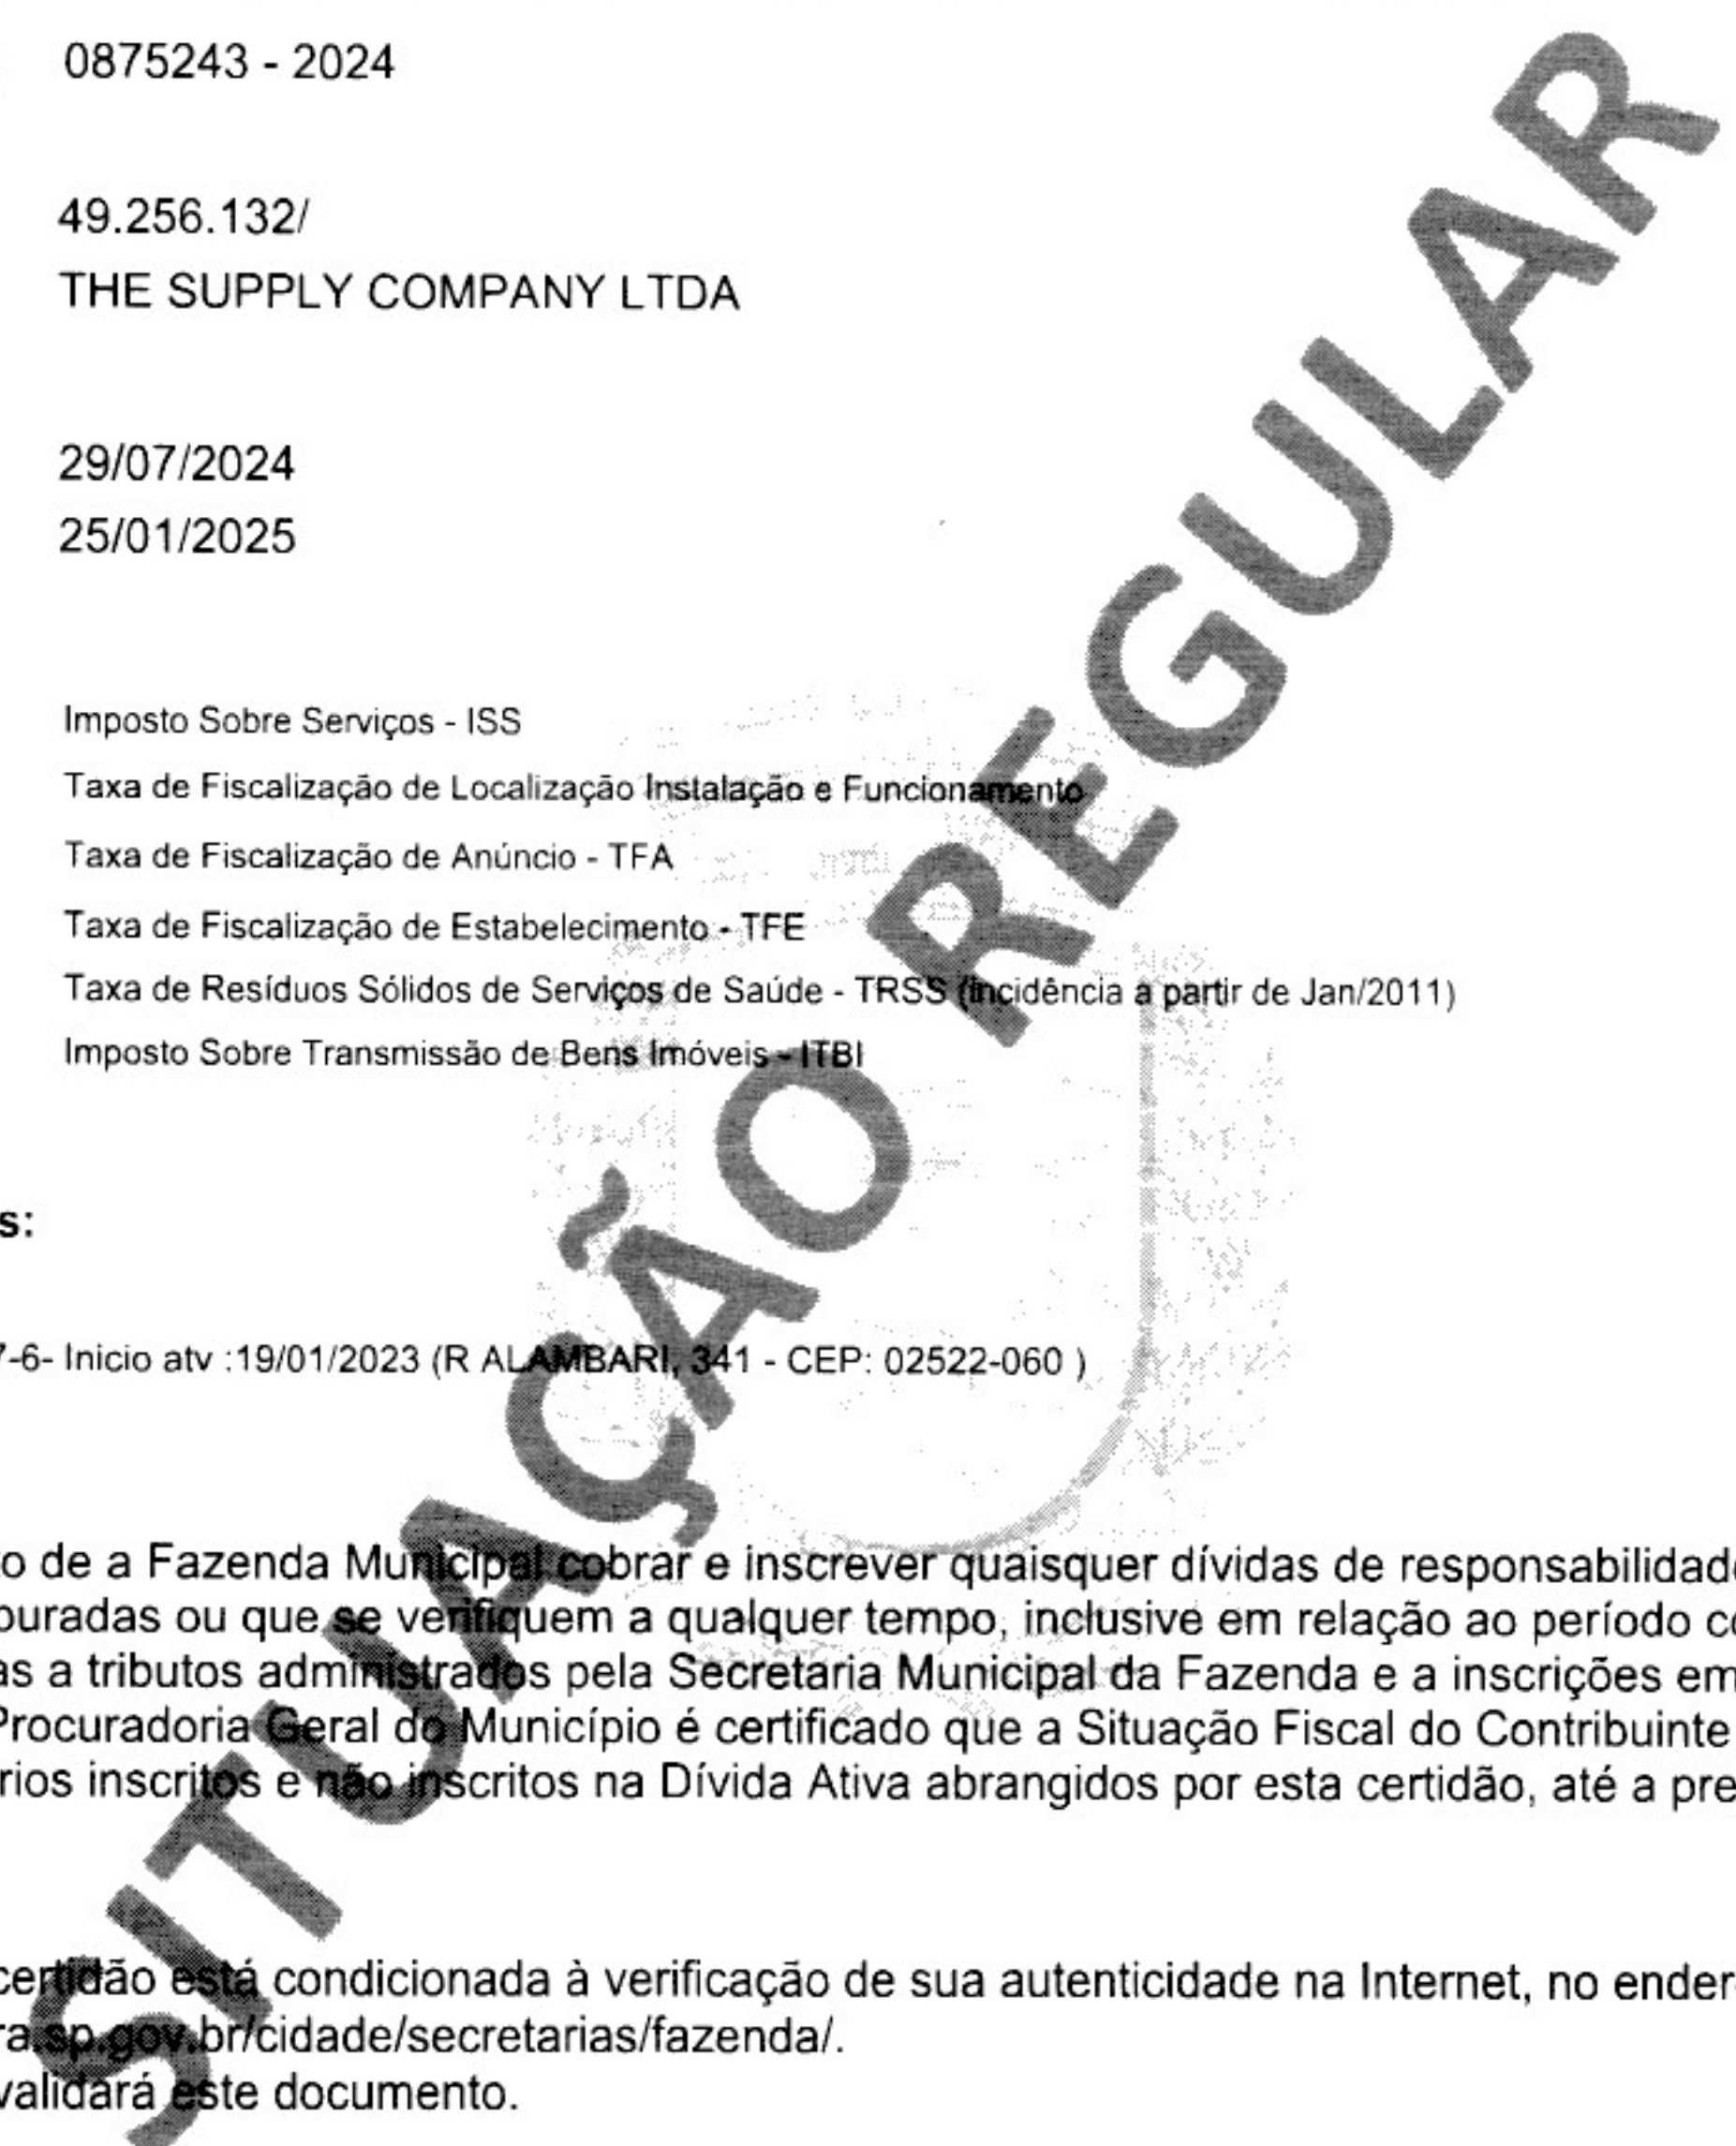 0875243 - 2024
49.256.132/
THE SUPPLY COMPANY LTDA
29/07/2024
25/01/2025
Imposto Sobre Serviços - ISS
Taxa de Fiscalização de Localização Instalação e Funcionamento
Taxa de Fiscalização de Anúncio - TFA
Taxa de Fiscalização de Estabelecimento - TFE
Taxa de Resíduos Sólidos de Serviços de Saúde - TRSS (Incidência a partir de Jan/2011)
Imposto Sobre Transmissão de Bens Imóveis - ITBI
s:
7-6- Inicio atv :19/01/2023 (R ALAMBARI, 341 - CEP: 02522-060 )
o de a Fazenda Municipal cobrar e inscrever quaisquer dívidas de responsabilidade
ouradas ou que se verifiquem a qualquer tempo, inclusive em relação ao período co
as a tributos administrados pela Secretaria Municipal da Fazenda e a inscrições em
Procuradoria Geral do Município é certificado que a Situação Fiscal do Contribuinte
rios inscritos e não inscritos na Dívida Ativa abrangidos por esta certidão, até a pre
certidão está condicionada à verificação de sua autenticidade na Internet, no ender
ra.sp.gov.br/cidade/secretarias/fazenda/.
validará este documento.
SITUAÇÃO REGULAR